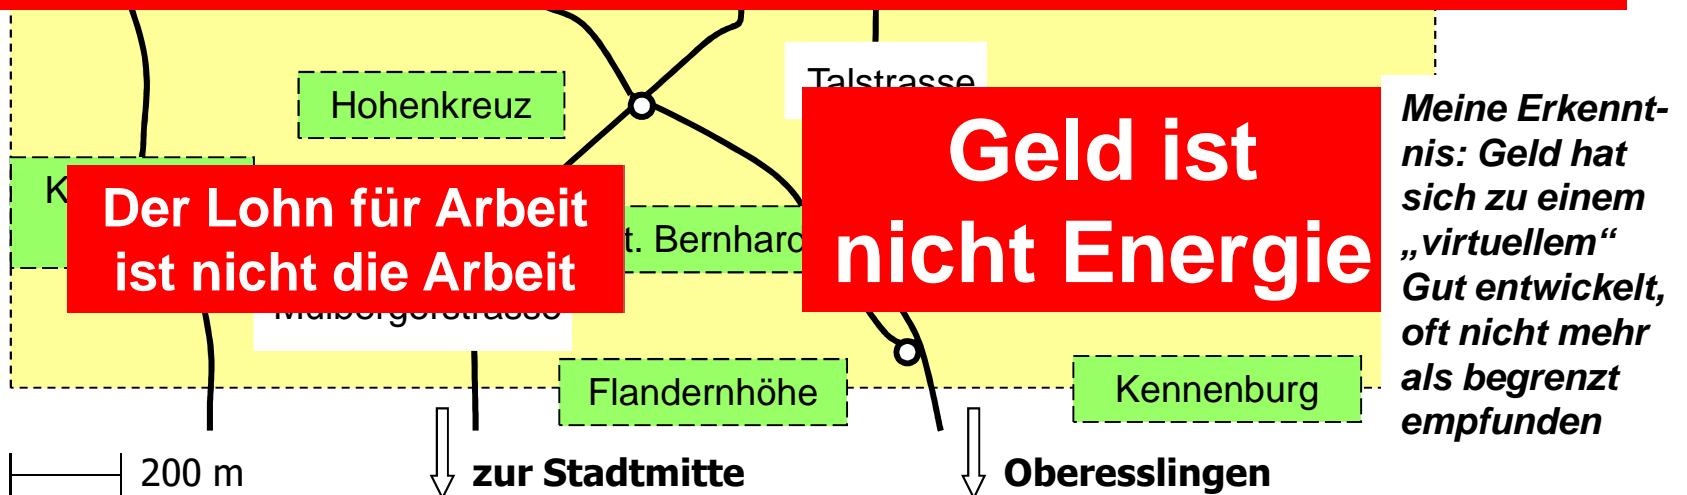 Talstrasse
Hohenkreuz
Geld ist
nicht Energie
Meine Erkennt-
nis: Geld hat
sich zu einem
„virtuellem“
Gut entwickelt,
oft nicht mehr
als begrenzt
empfunden
K
Der Lohn für Arbeit
ist nicht die Arbeit
t. Bernhard
Flandernhöhe
Kennenburg
200 m
zur Stadtmitte
Oberesslingen